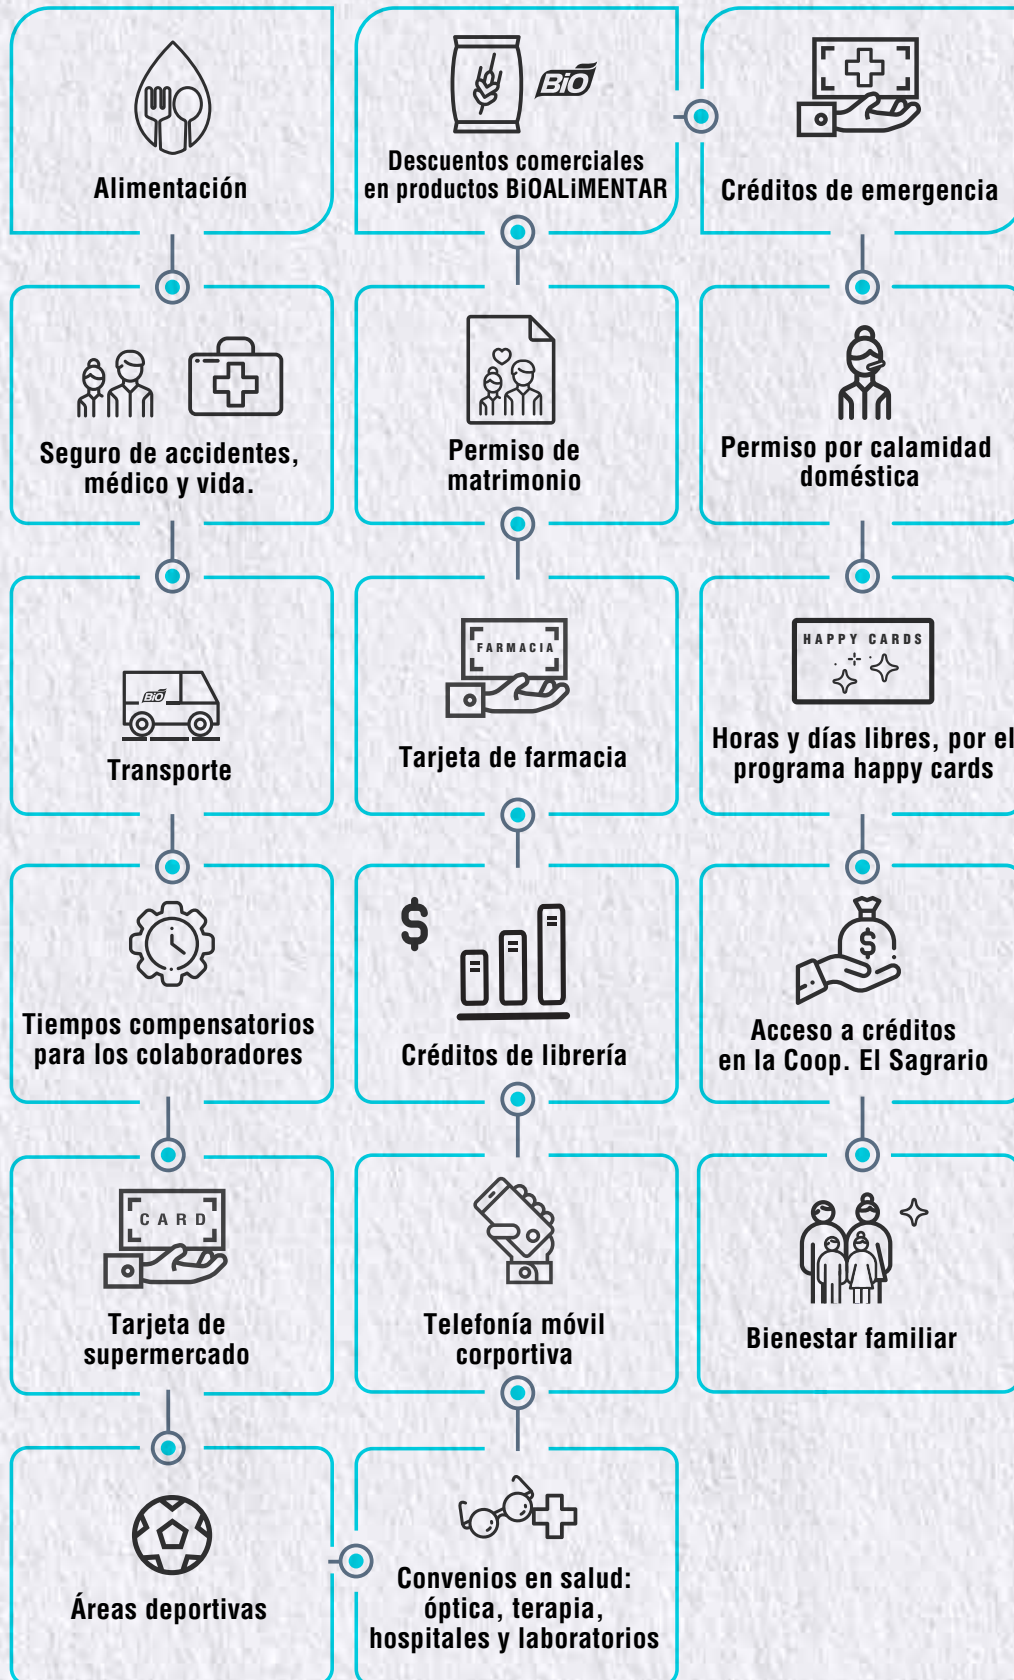 Alimentación
Seguro de accidentes,
médico y vida.
BiO
Transporte
Tiempos compensatorios
para los colaboradores
CARD
Tarjeta de
supermercado
Áreas deportivas
Convenios en salud:
óptica, terapia,
hospitales y laboratorios
Telefonía móvil
corportiva
$
Créditos de librería
FARMACIA
Tarjeta de farmacia
Permiso de
matrimonio
BiO
Descuentos comerciales
en productos BiOALiMENTAR
Créditos de emergencia
Permiso por calamidad
doméstica
HAPPY CARDS
Horas y días libres, por el
programa happy cards
$
Acceso a créditos
en la Coop. El Sagrario
Bienestar familiar